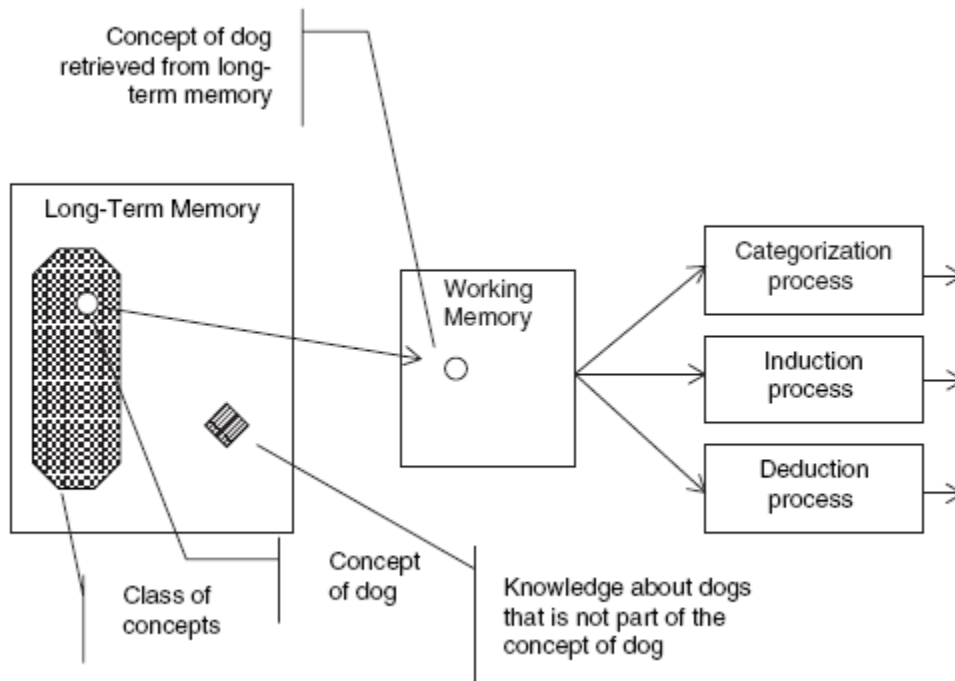 Concept of dog
retrieved from long-
term memory
Long-Term Memory
Working
Memory
Categorization
process
Induction
process
Deduction
process
Class of
concepts
Concept
of dog
Knowledge about dogs
that is not part of the
concept of dog